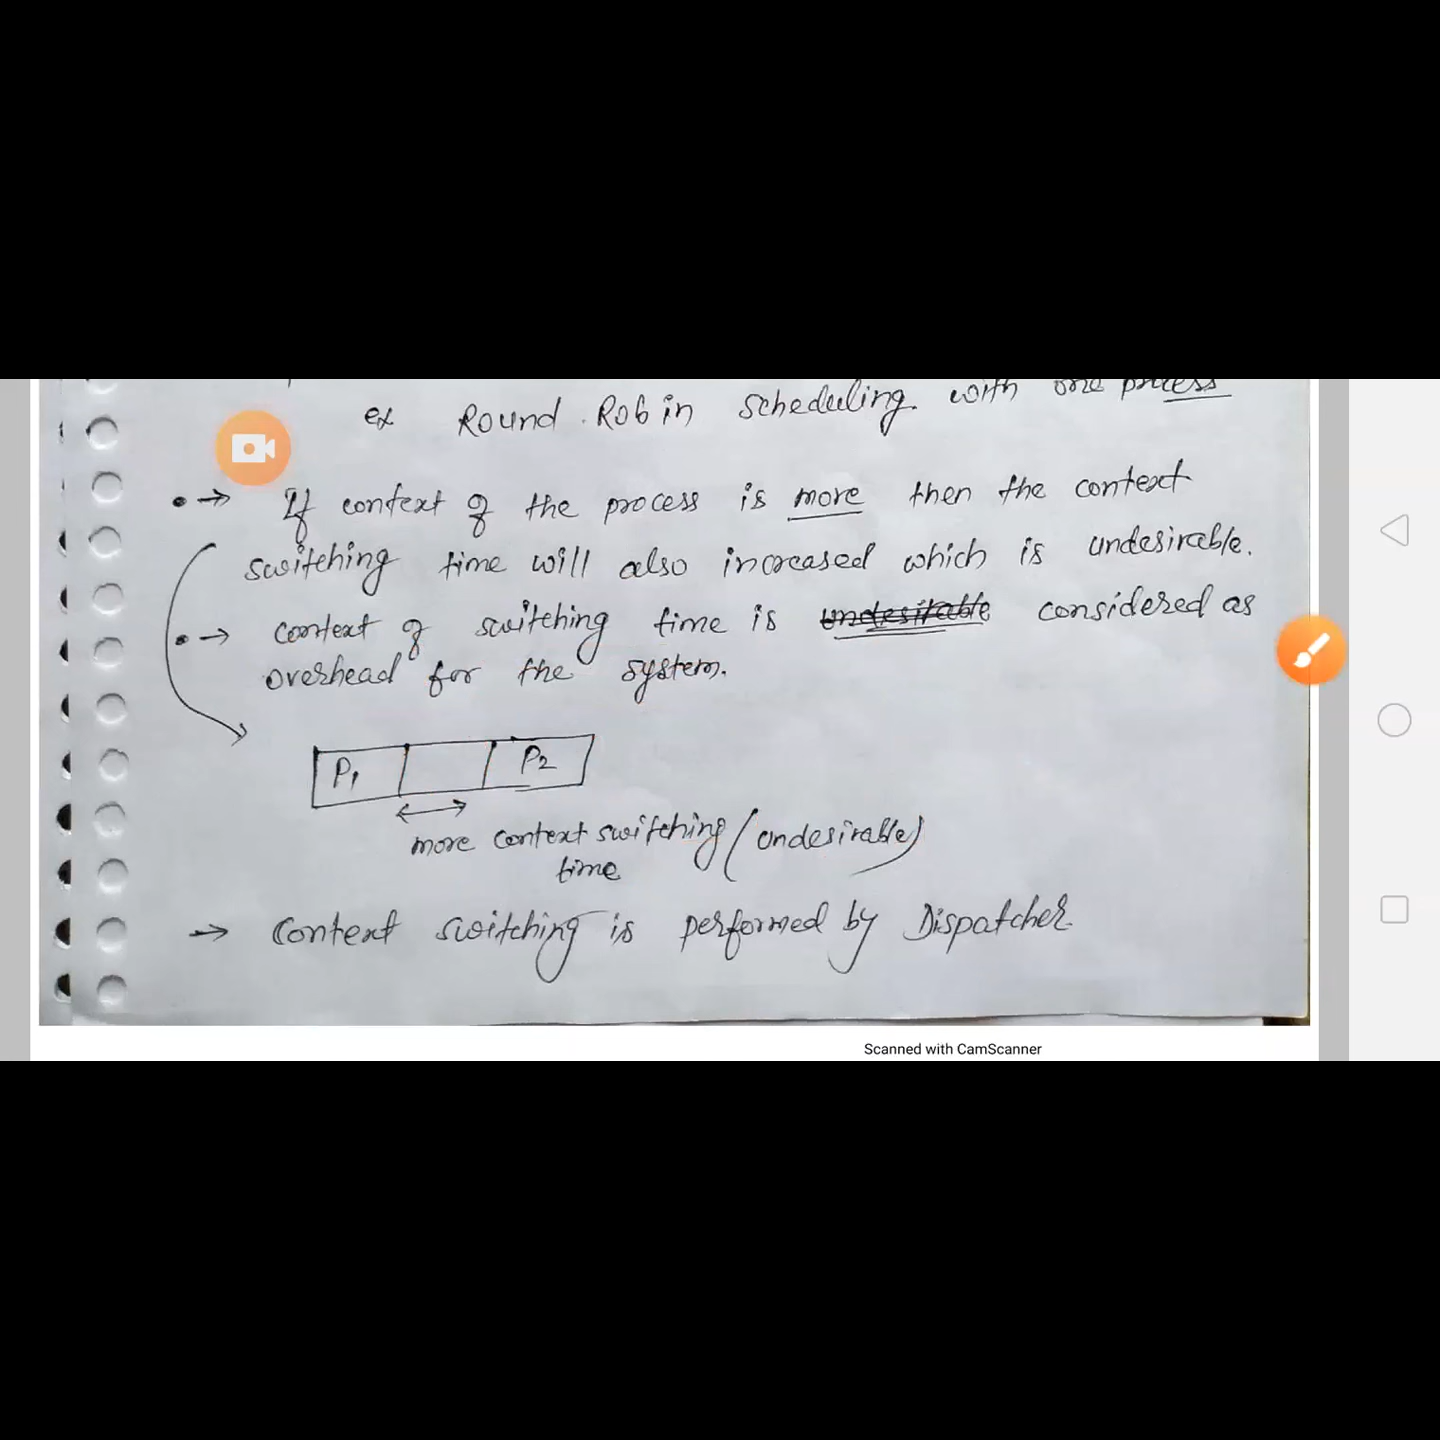 ex Round Robin scheduling with one process
•→ If context of the process is more then the context
switching time will also increased which is undesirable.
•→ context of switching time is undesirable considered as
overhead for the system.
P1 P2
more context switching (undesirable)
time
→ Context switching is performed by Dispatcher.
Scanned with CamScanner